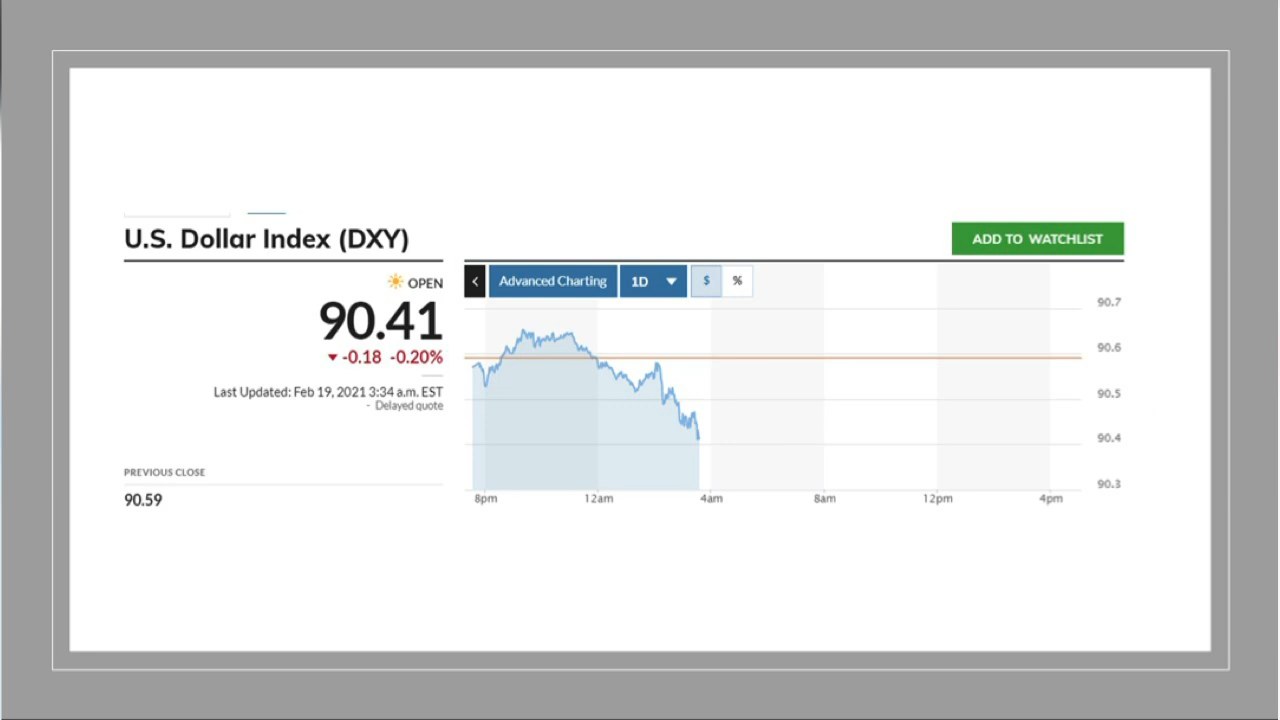 U.S. Dollar Index (DXY)
ADD TO WATCHLIST
OPEN
90.41
-0.18 -0.20%
Last Updated: Feb 19, 2021 3:34 a.m. EST
- Delayed quote
PREVIOUS CLOSE
90.59
Advanced Charting
1D
$
%
90.7
90.6
90.5
90.4
90.3
8pm
12am
4am
8am
12pm
4pm